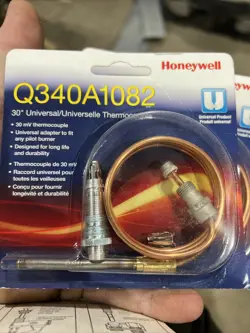 Honeywell
Q340A1082
30" Universal/Universelle
• 30 mV thermocouple
• Universal adapter to fit
any pilot burner
• Designed for long life
and durability
• Thermocouple de 30 mV
• Raccord universel pour
toutes les veilleuses
• Conçu pour fournir
longévité et durabilité
Universal Product
Produit universel